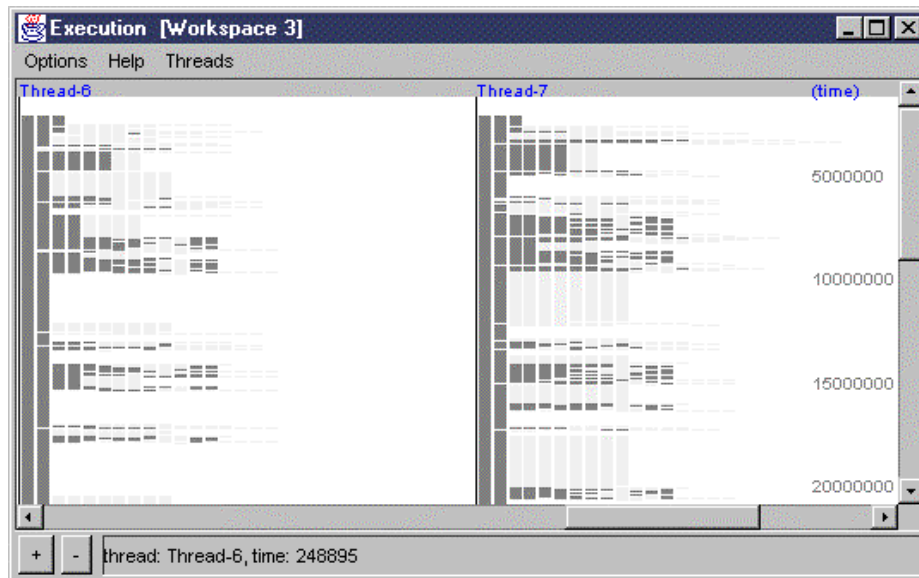 Execution [Workspace 3]
Options Help Threads
Thread-6 Thread-7 (time)
5000000
10000000
15000000
20000000
+ - thread: Thread-6, time: 248895